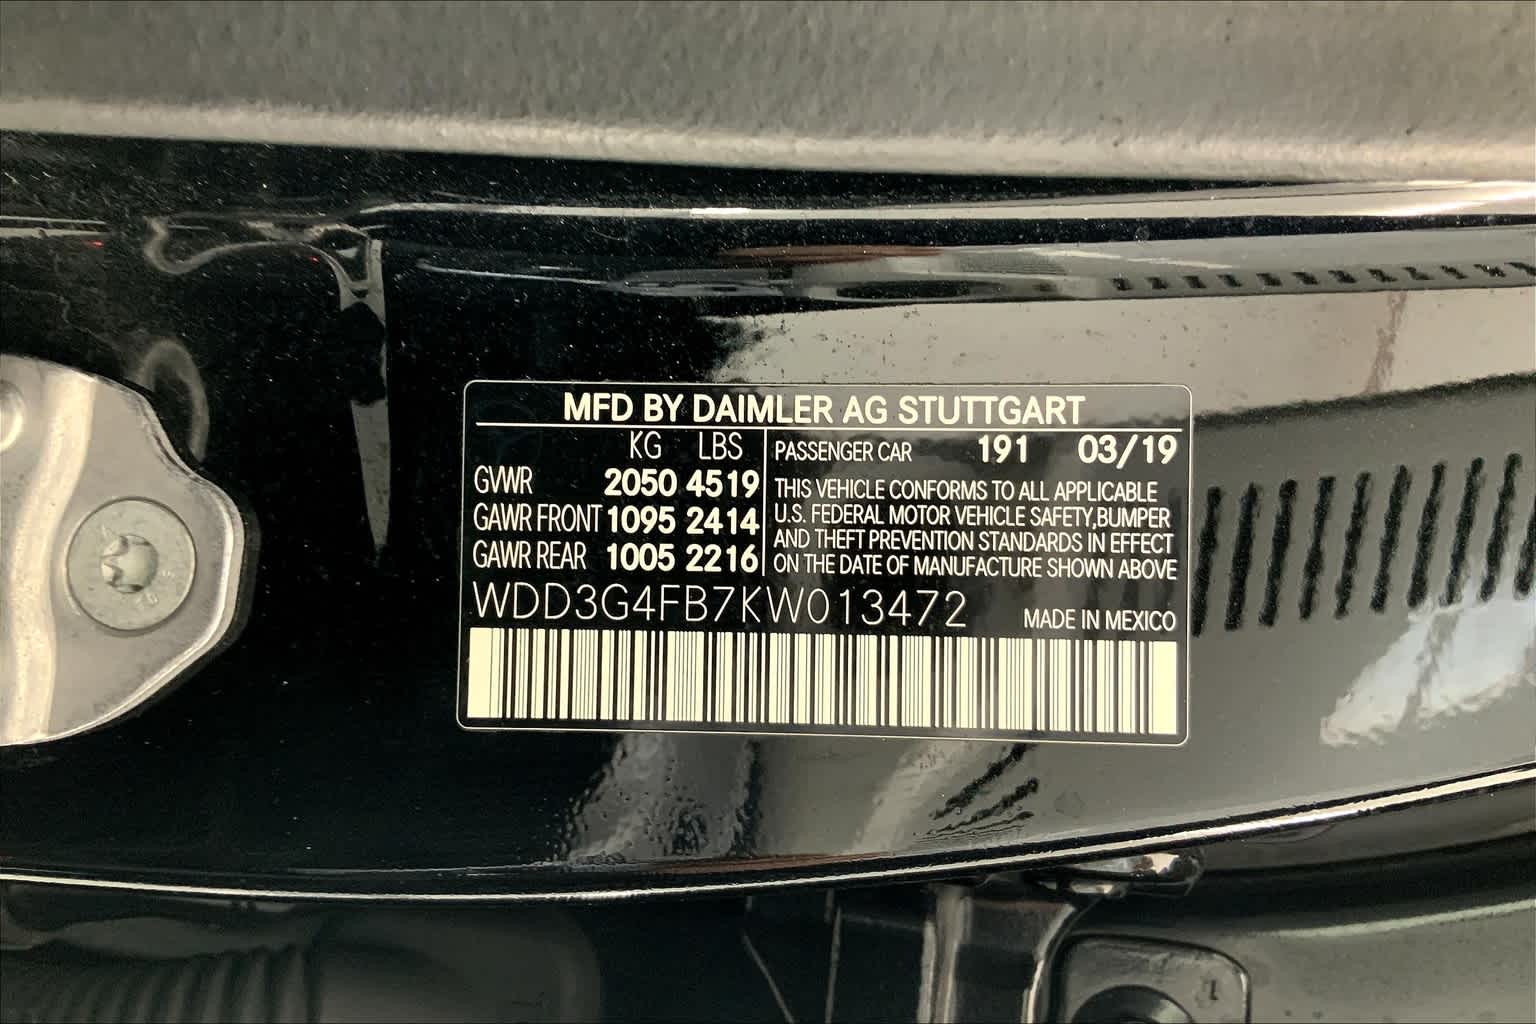 MFD BY DAIMLER AG STUTTGART
KG LBS
GVWR 2050 4519
GAWR FRONT 1095 2414
GAWR REAR 1005 2216
PASSENGER CAR 191 03/19
THIS VEHICLE CONFORMS TO ALL APPLICABLE
U.S. FEDERAL MOTOR VEHICLE SAFETY,BUMPER
AND THEFT PREVENTION STANDARDS IN EFFECT
ON THE DATE OF MANUFACTURE SHOWN ABOVE
WDD3G4FB7KW013472
MADE IN MEXICO